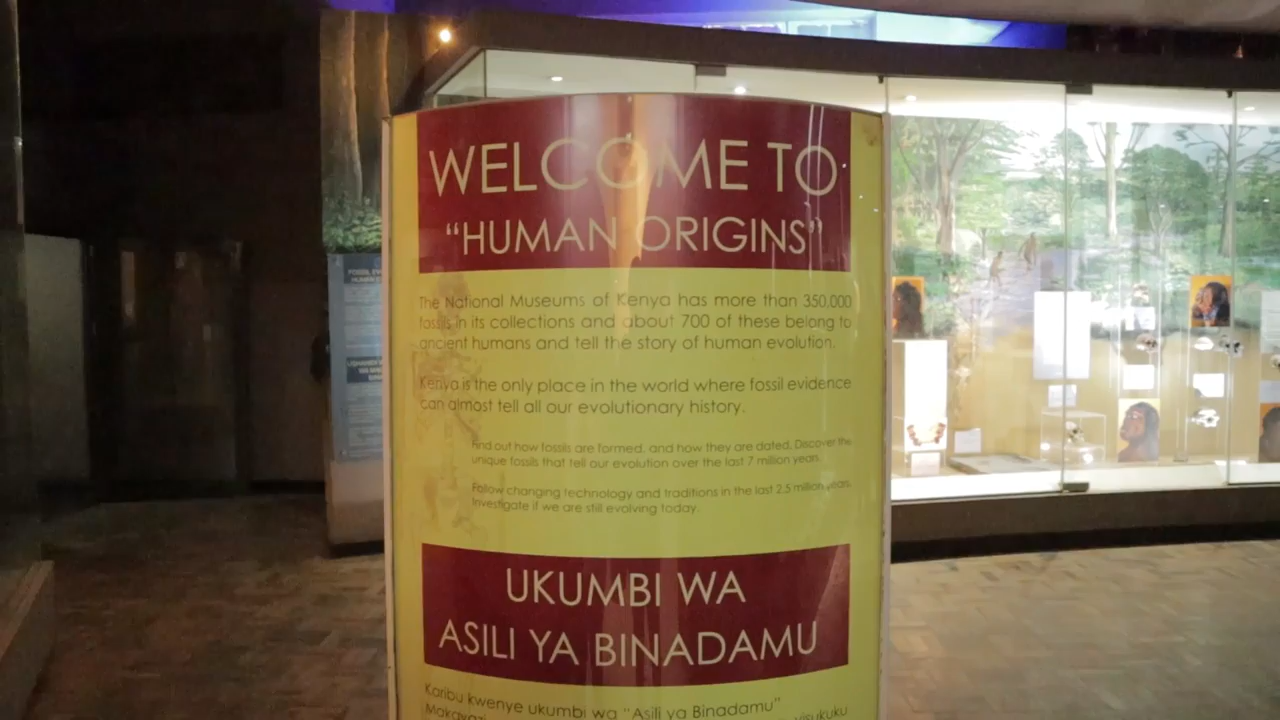 WELCOME TO
“HUMAN ORIGINS”
The National Museums of Kenya has more than 350,000
fossils in its collections and about 700 of these belong to
ancient humans and tell the story of human evolution.
Kenya is the only place in the world where fossil evidence
can almost tell all our evolutionary history.
Find out how fossils are formed, and how they are dated. Discover the
unique fossils that tell our evolution over the last 7 million years.
Follow changing technology and traditions in the last 2.5 million years.
Investigate if we are still evolving today.
UKUMBI WA
ASILI YA BINADAMU
Karibu kwenye ukumbi wa “Asili ya Binadamu”